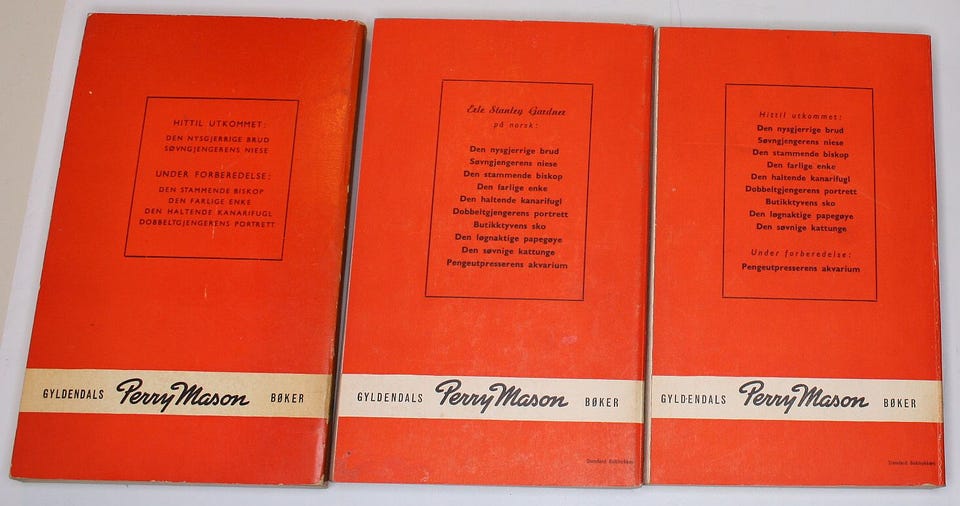 HITTIL UTKOMMET:
DEN NYSGJERRIGE BRUD
SØVNGJENGERENS NIESE
UNDER FORBEREDELSE:
DEN STAMMENDE BISKOP
DEN FARLIGE ENKE
DEN HALTENDE KANARIFUGL
DOBBELTGJENGERENS PORTRETT
GYLDENDALS Perry Mason BØKER
Erle Stanley Gardner
på norsk:
Den nysgjerrige brud
Søvngjengerens niese
Den stammende biskop
Den farlige enke
Den haltende kanarifugl
Dobbeltgjengerens portrett
Butikktyvens sko
Den løgnaktige papegøye
Den søvnige kattunge
Pengeutpresserens akvarium
GYLDENDALS Perry Mason BØKER
Standard Boktrykkeri
Hittil utkommet:
Den nysgjerrige brud
Søvngjengerens niese
Den stammende biskop
Den farlige enke
Den haltende kanarifugl
Dobbeltgjengerens portrett
Butikktyvens sko
Den løgnaktige papegøye
Den søvnige kattunge
Under forberedelse:
Pengeutpresserens akvarium
GYLDENDALS Perry Mason BØKER
Standard Boktrykkeri